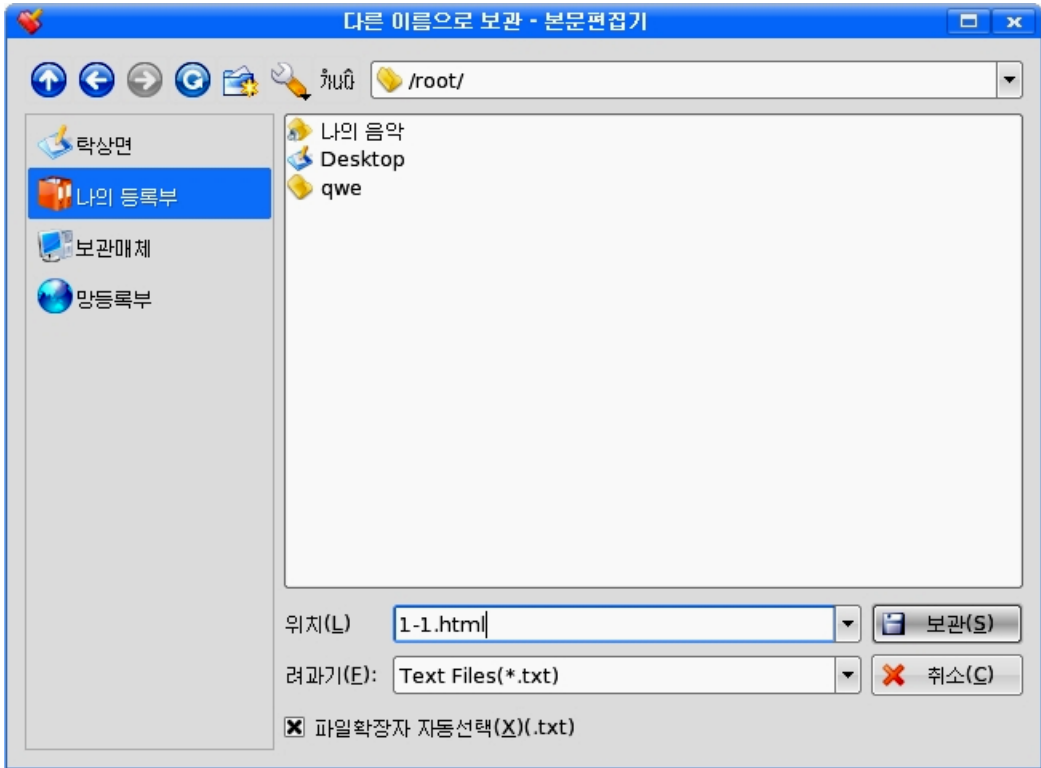 다른 이름으로 보관 - 본문편집기
/root/
탁상면
나의 등록부
보관매체
망등록부
나의 음악
Desktop
qwe
위치(L)
1-1.html
보관(S)
려과기(F):
Text Files(*.txt)
취소(C)
파일확장자 자동선택(X)(.txt)